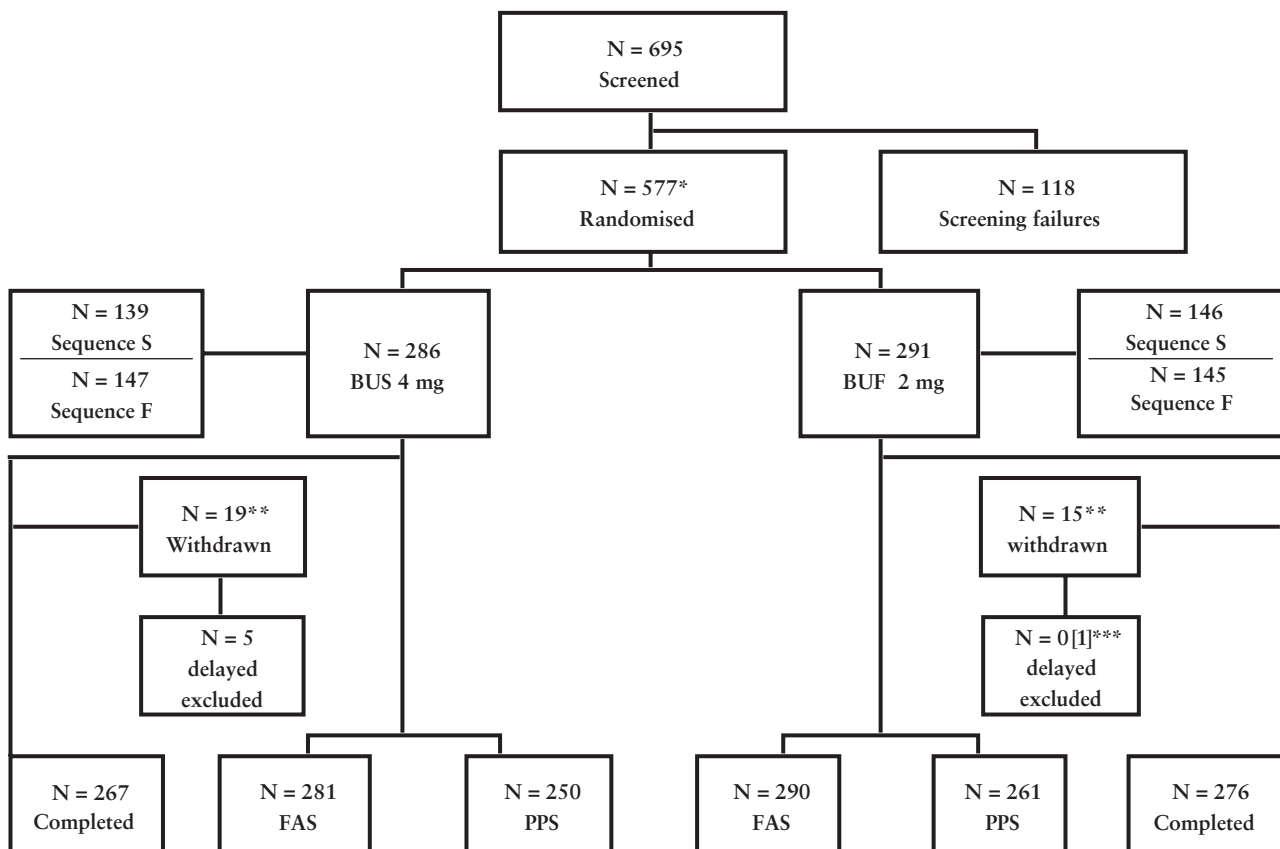 N = 695
Screened
N = 577*
Randomised
N = 118
Screening failures
N = 139
Sequence S
N = 147
Sequence F
N = 286
BUS 4 mg
N = 291
BUF 2 mg
N = 146
Sequence S
N = 145
Sequence F
N = 19**
Withdrawn
N = 15**
withdrawn
N = 5
delayed
excluded
N = 0[1]***
delayed
excluded
N = 267
Completed
N = 281
FAS
N = 250
PPS
N = 290
FAS
N = 261
PPS
N = 276
Completed